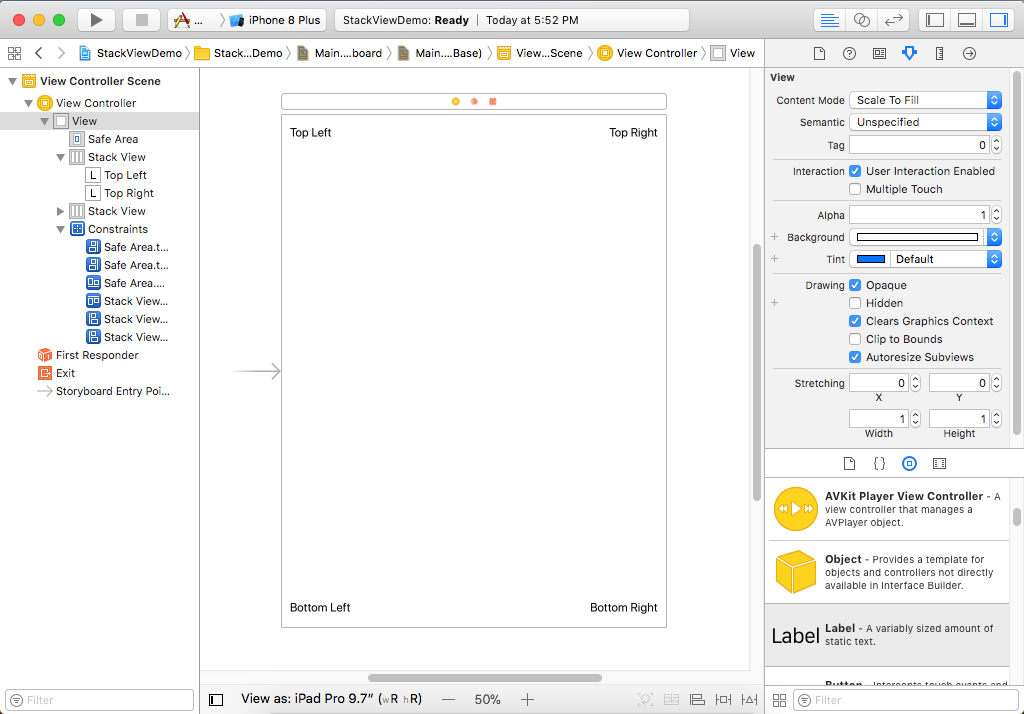 ... iPhone 8 Plus StackViewDemo: Ready | Today at 5:52 PM
StackViewDemo Stack...Demo Main....board Main....Base) View...Scene View Controller View
View Controller Scene
View Controller
View
Safe Area
Stack View
L Top Left
L Top Right
Stack View
Constraints
Safe Area.t...
Safe Area.t...
Safe Area....
Stack View...
Stack View...
Stack View...
First Responder
Exit
Storyboard Entry Poi...
Filter
Top Left Top Right
Bottom Left Bottom Right
View as: iPad Pro 9.7” (wR hR) — 50% +
View
Content Mode Scale To Fill
Semantic Unspecified
Tag 0
Interaction User Interaction Enabled
Multiple Touch
Alpha 1
+ Background
+ Tint Default
Drawing Opaque
+ Hidden
Clears Graphics Context
Clip to Bounds
Autoresize Subviews
Stretching 0 0
X Y
1 1
Width Height
{}
AVKit Player View Controller - A
view controller that manages a
AVPlayer object.
Object - Provides a template for
objects and controllers not directly
available in Interface Builder.
Label
Label - A variably sized amount of
static text.
Button - Intercepts touch events and
Filter